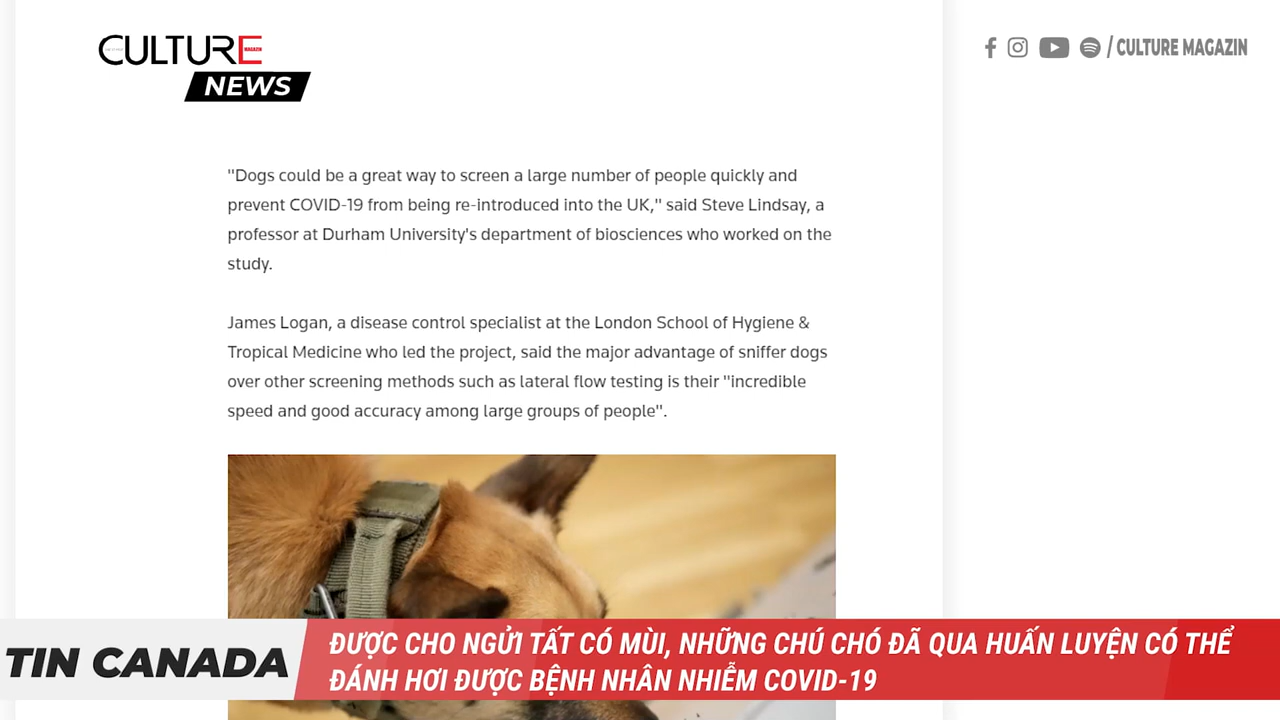 CULTURE
MAGAZIN
NEWS
/ CULTURE MAGAZIN
"Dogs could be a great way to screen a large number of people quickly and
prevent COVID-19 from being re-introduced into the UK," said Steve Lindsay, a
professor at Durham University's department of biosciences who worked on the
study.
James Logan, a disease control specialist at the London School of Hygiene &
Tropical Medicine who led the project, said the major advantage of sniffer dogs
over other screening methods such as lateral flow testing is their "incredible
speed and good accuracy among large groups of people".
TIN CANADA
ĐƯỢC CHO NGỬI TẤT CÓ MÙI, NHỮNG CHÚ CHÓ ĐÃ QUA HUẤN LUYỆN CÓ THỂ
ĐÁNH HƠI ĐƯỢC BỆNH NHÂN NHIỄM COVID-19